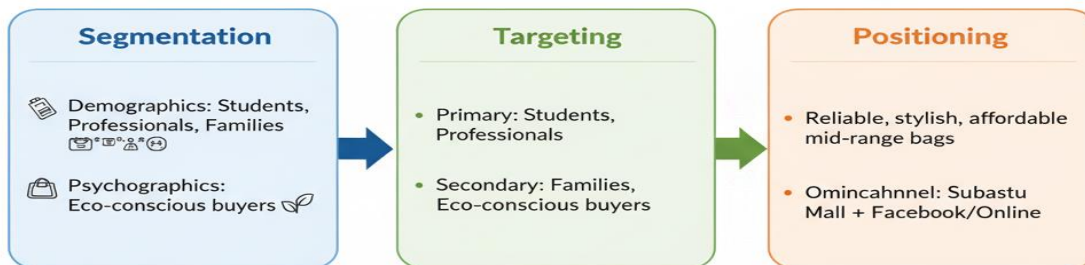 Segmentation
Demographics: Students,
Professionals, Families
Psychographics:
Eco-conscious buyers
Targeting
• Primary: Students,
Professionals
• Secondary: Families,
Eco-conscious buyers
Positioning
• Reliable, stylish, affordable
mid-range bags
• Omincahnnel: Subastu
Mall + Facebook/Online